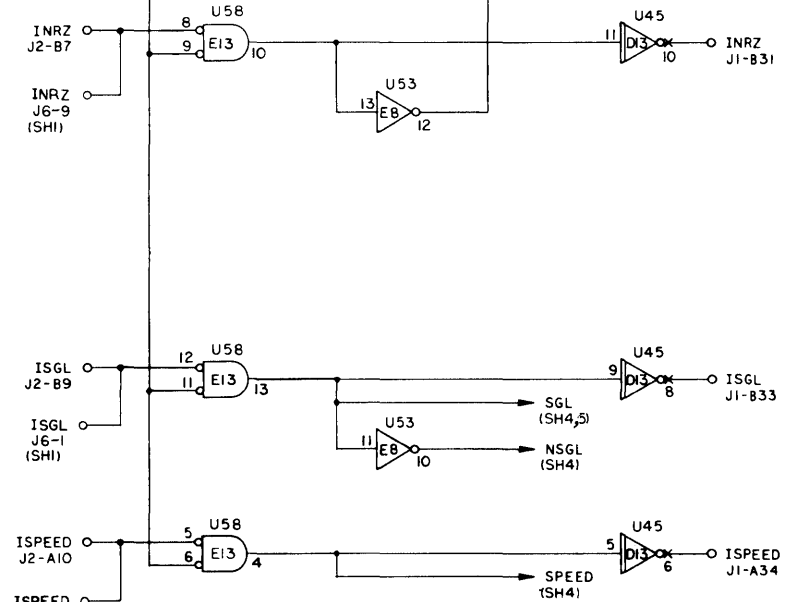 U58
8
INRZ
J2-B7
E13
9
10
INRZ
J6-9
(SH1)
U53
13
E8
12
U45
11
D13
10
INRZ
J1-B31
U58
12
ISGL
J2-B9
E13
11
13
ISGL
J6-1
(SH1)
SGL
(SH4,5)
U53
11
E8
10
NSGL
(SH4)
U45
9
D13
8
ISGL
J1-B33
U58
5
ISPEED
J2-A10
E13
6
4
SPEED
(SH4)
U45
5
D13
6
ISPEED
J1-A34
ISPEED